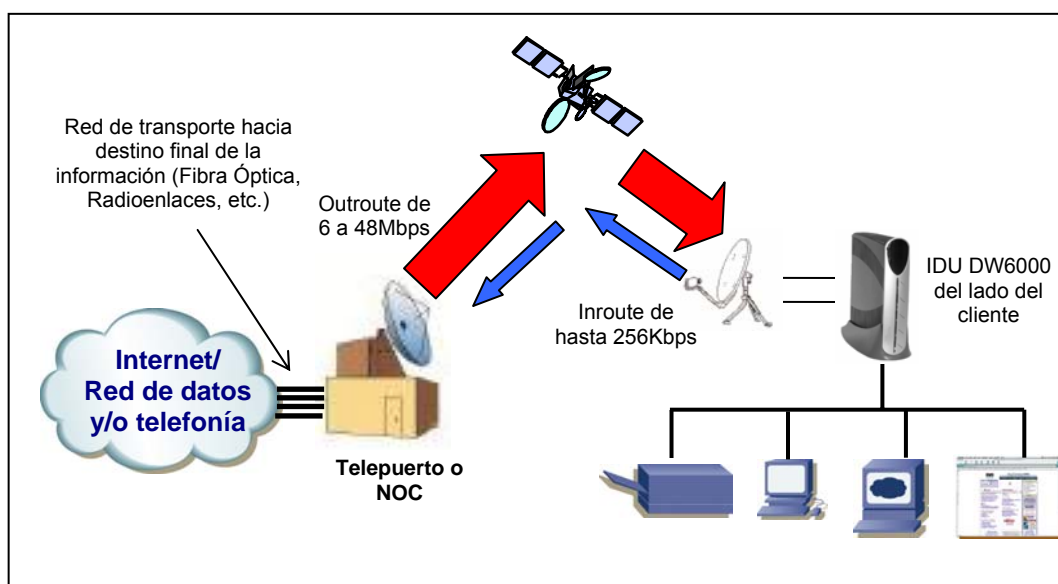 Red de transporte hacia
destino final de la
información (Fibra Óptica,
Radioenlaces, etc.)
Outroute de
6 a 48Mbps
Inroute de
hasta 256Kbps
IDU DW6000
del lado del
cliente
Internet/
Red de datos
y/o telefonía
Telepuerto o
NOC